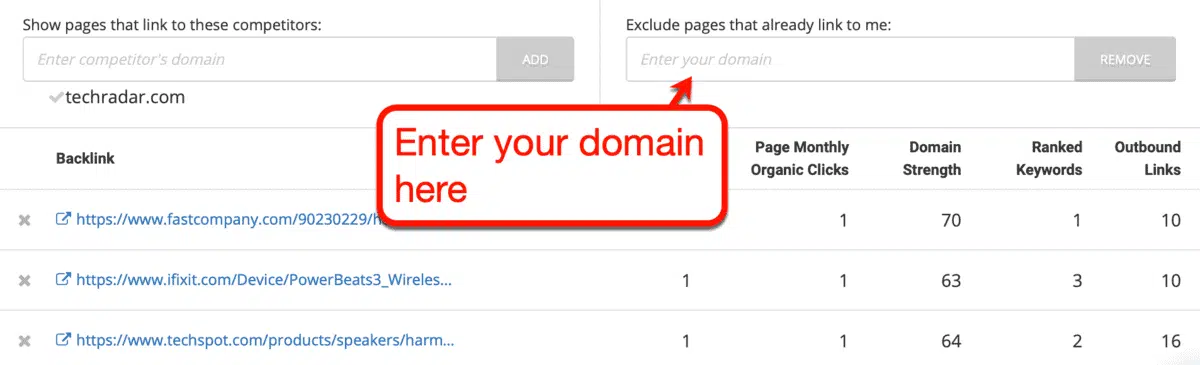 Show pages that link to these competitors:
Exclude pages that already link to me:
Enter competitor's domain
ADD
Enter your domain
REMOVE
techradar.com
Enter your domain
here
Backlink
Page Monthly
Organic Clicks
Domain
Strength
Ranked
Keywords
Outbound
Links
https://www.fastcompany.com/90230229/h 1 70 1 10
https://www.ifixit.com/Device/PowerBeats3_Wireles... 1 1 63 3 10
https://www.techspot.com/products/speakers/harm... 1 1 64 2 16